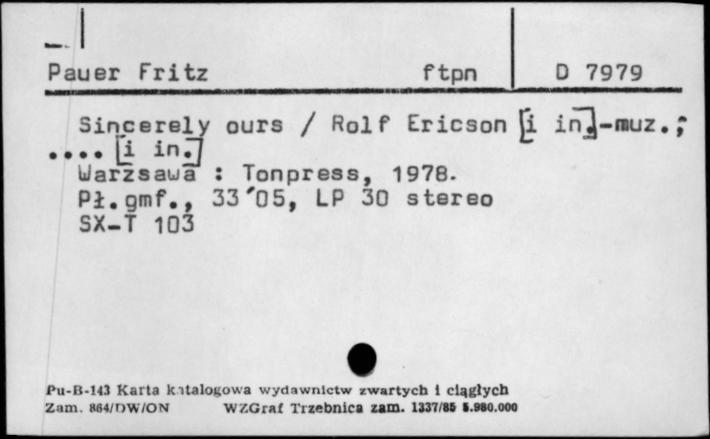 Pauer Fritz ftpn D 7979
Sincerely ours / Rolf Ericson [i in.]-muz.;
.... [i in.]
Warzsawa : Tonpress, 1978.
Pł.gmf., 33'05, LP 30 stereo
SX-T 103
Pu-B-143 Karta katalogowa wydawnictw zwartych i ciągłych
Zam. 864/DW/ON WZGraf Trzebnica zam. 1337/85 5.980.000